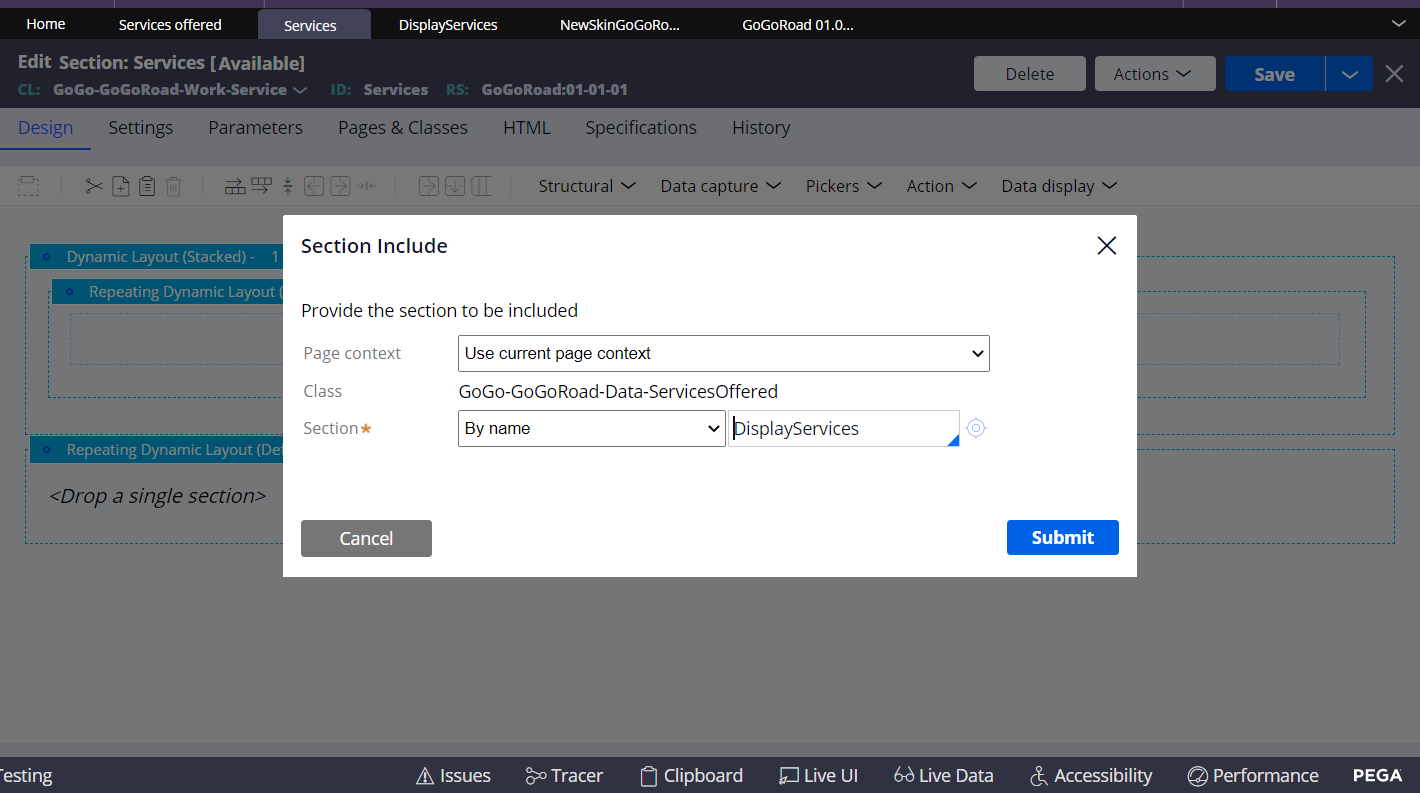 Home Services offered Services DisplayServices NewSkinGoGoRo... GoGoRoad 01.0...
Edit Section: Services [Available]
Delete Actions Save
CL: GoGo-GoGoRoad-Work-Service ID: Services RS: GoGoRoad:01-01-01
Design Settings Parameters Pages & Classes HTML Specifications History
Structural Data capture Pickers Action Data display
Dynamic Layout (Stacked) - 1
Repeating Dynamic Layout (
Section Include
Provide the section to be included
Page context Use current page context
Class GoGo-GoGoRoad-Data-ServicesOffered
Section* By name DisplayServices
Repeating Dynamic Layout (De
<Drop a single section>
Cancel Submit
Testing Issues Tracer Clipboard Live UI Live Data Accessibility Performance PEGA